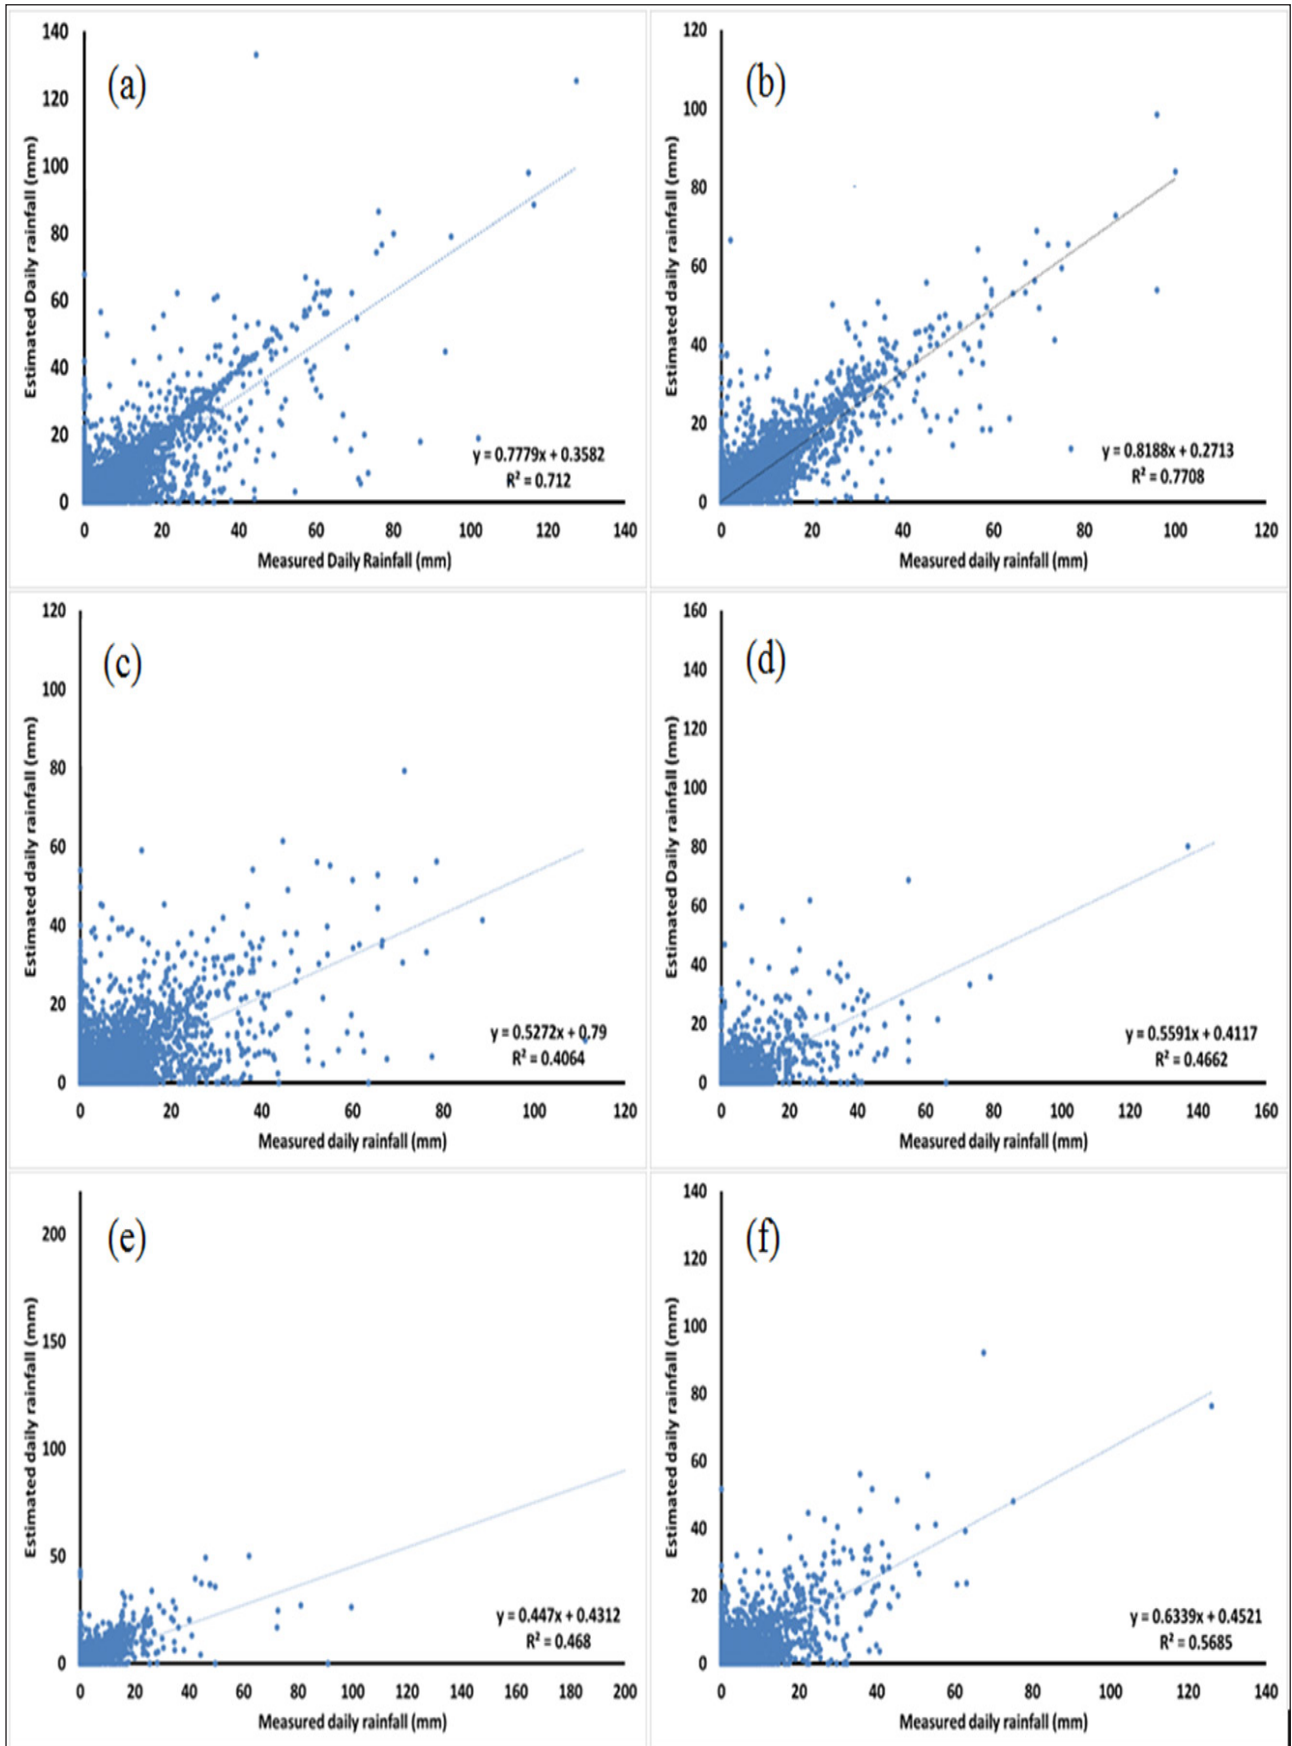 (a)
Estimated Daily rainfall (mm)
140
120
100
80
60
40
20
0
y = 0.7779x + 0.3582
R² = 0.712
0 20 40 60 80 100 120 140
Measured Daily Rainfall (mm)
(b)
Estimated daily rainfall (mm)
120
100
80
60
40
20
0
y = 0.8188x + 0.2713
R² = 0.7708
0 20 40 60 80 100 120
Measured daily rainfall (mm)
(c)
Estimated daily rainfall (mm)
120
100
80
60
40
20
0
y = 0.5272x + 0.79
R² = 0.4064
0 20 40 60 80 100 120
Measured daily rainfall (mm)
(d)
Estimated Daily rainfall (mm)
160
140
120
100
80
60
40
20
0
y = 0.5591x + 0.4117
R² = 0.4662
0 20 40 60 80 100 120 140 160
Measured daily rainfall (mm)
(e)
Estimated daily rainfall (mm)
200
150
100
50
0
y = 0.447x + 0.4312
R² = 0.468
0 20 40 60 80 100 120 140 160 180 200
Measured daily rainfall (mm)
(f)
Estimated daily rainfall (mm)
140
120
100
80
60
40
20
0
y = 0.6339x + 0.4521
R² = 0.5685
0 20 40 60 80 100 120 140
Measured daily rainfall (mm)